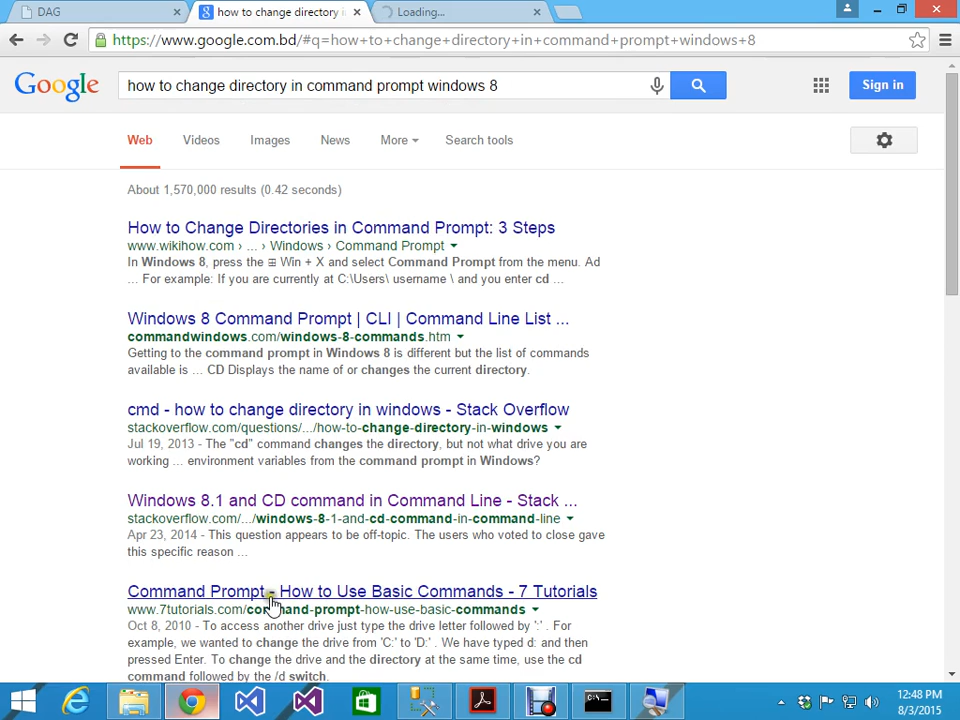 DAG
how to change directory i
Loading...
https://www.google.com.bd/#q=how+to+change+directory+in+command+prompt+windows+8
Google
how to change directory in command prompt windows 8
Sign in
Web
Videos
Images
News
More
Search tools
About 1,570,000 results (0.42 seconds)
How to Change Directories in Command Prompt: 3 Steps
www.wikihow.com › ... › Windows › Command Prompt
In Windows 8, press the ⊞ Win + X and select Command Prompt from the menu. Ad
... For example: If you are currently at C:\Users\ username \ and you enter cd ...
Windows 8 Command Prompt | CLI | Command Line List ...
commandwindows.com/windows-8-commands.htm
Getting to the command prompt in Windows 8 is different but the list of commands
available is ... CD Displays the name of or changes the current directory.
cmd - how to change directory in windows - Stack Overflow
stackoverflow.com/questions/.../how-to-change-directory-in-windows
Jul 19, 2013 - The "cd" command changes the directory, but not what drive you are
working ... environment variables from the command prompt in Windows?
Windows 8.1 and CD command in Command Line - Stack ...
stackoverflow.com/.../windows-8-1-and-cd-command-in-command-line
Apr 23, 2014 - This question appears to be off-topic. The users who voted to close gave
this specific reason ...
Command Prompt - How to Use Basic Commands - 7 Tutorials
www.7tutorials.com/command-prompt-how-use-basic-commands
Oct 8, 2010 - To access another drive just type the drive letter followed by ':' . For
example, we wanted to change the drive from 'C:' to 'D:' . We have typed d: and then
pressed Enter. To change the drive and the directory at the same time, use the cd
command followed by the /d switch.
12:48 PM
8/3/2015